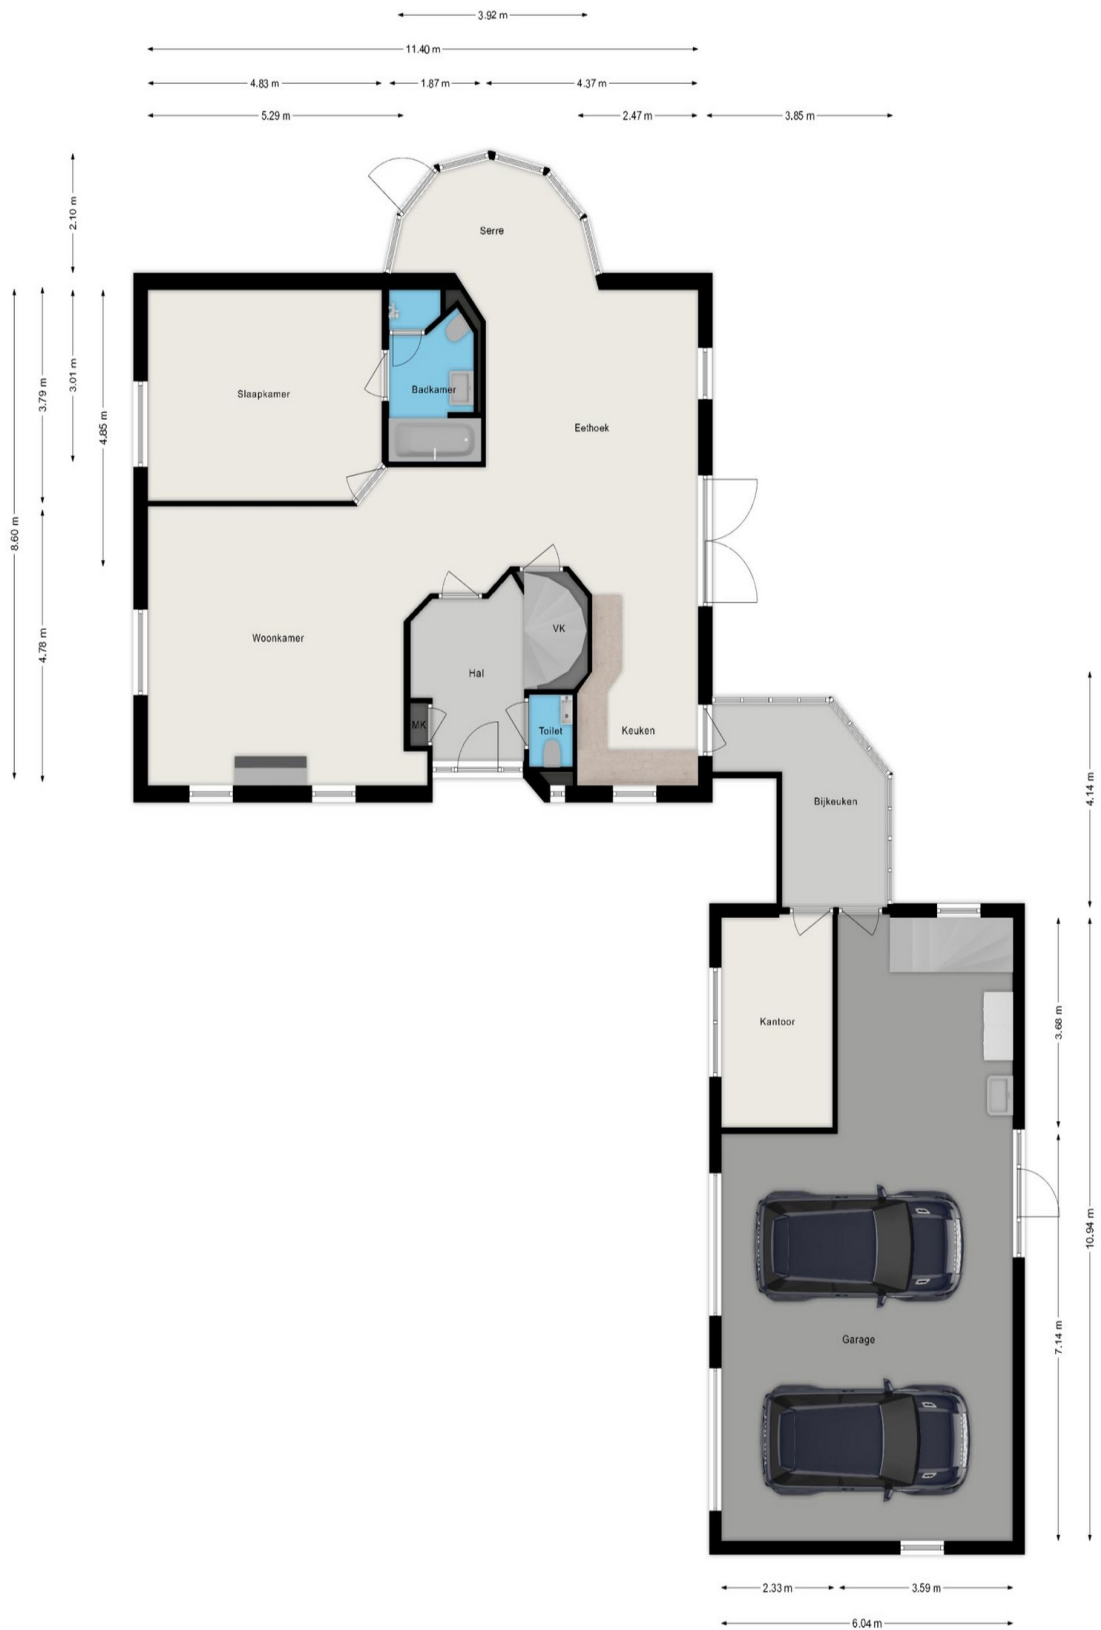 3.92 m
11.40 m
4.83 m
1.87 m
4.37 m
5.29 m
2.47 m
3.85 m
2.10 m
Serre
3.01 m
3.79 m
4.85 m
8.60 m
Slaapkamer
Badkamer
Eethoek
4.78 m
Woonkamer
VK
Hal
MK
Toilet
Keuken
Bijkeuken
4.14 m
Kantoor
3.68 m
10.94 m
7.14 m
Garage
2.33 m
3.59 m
6.04 m